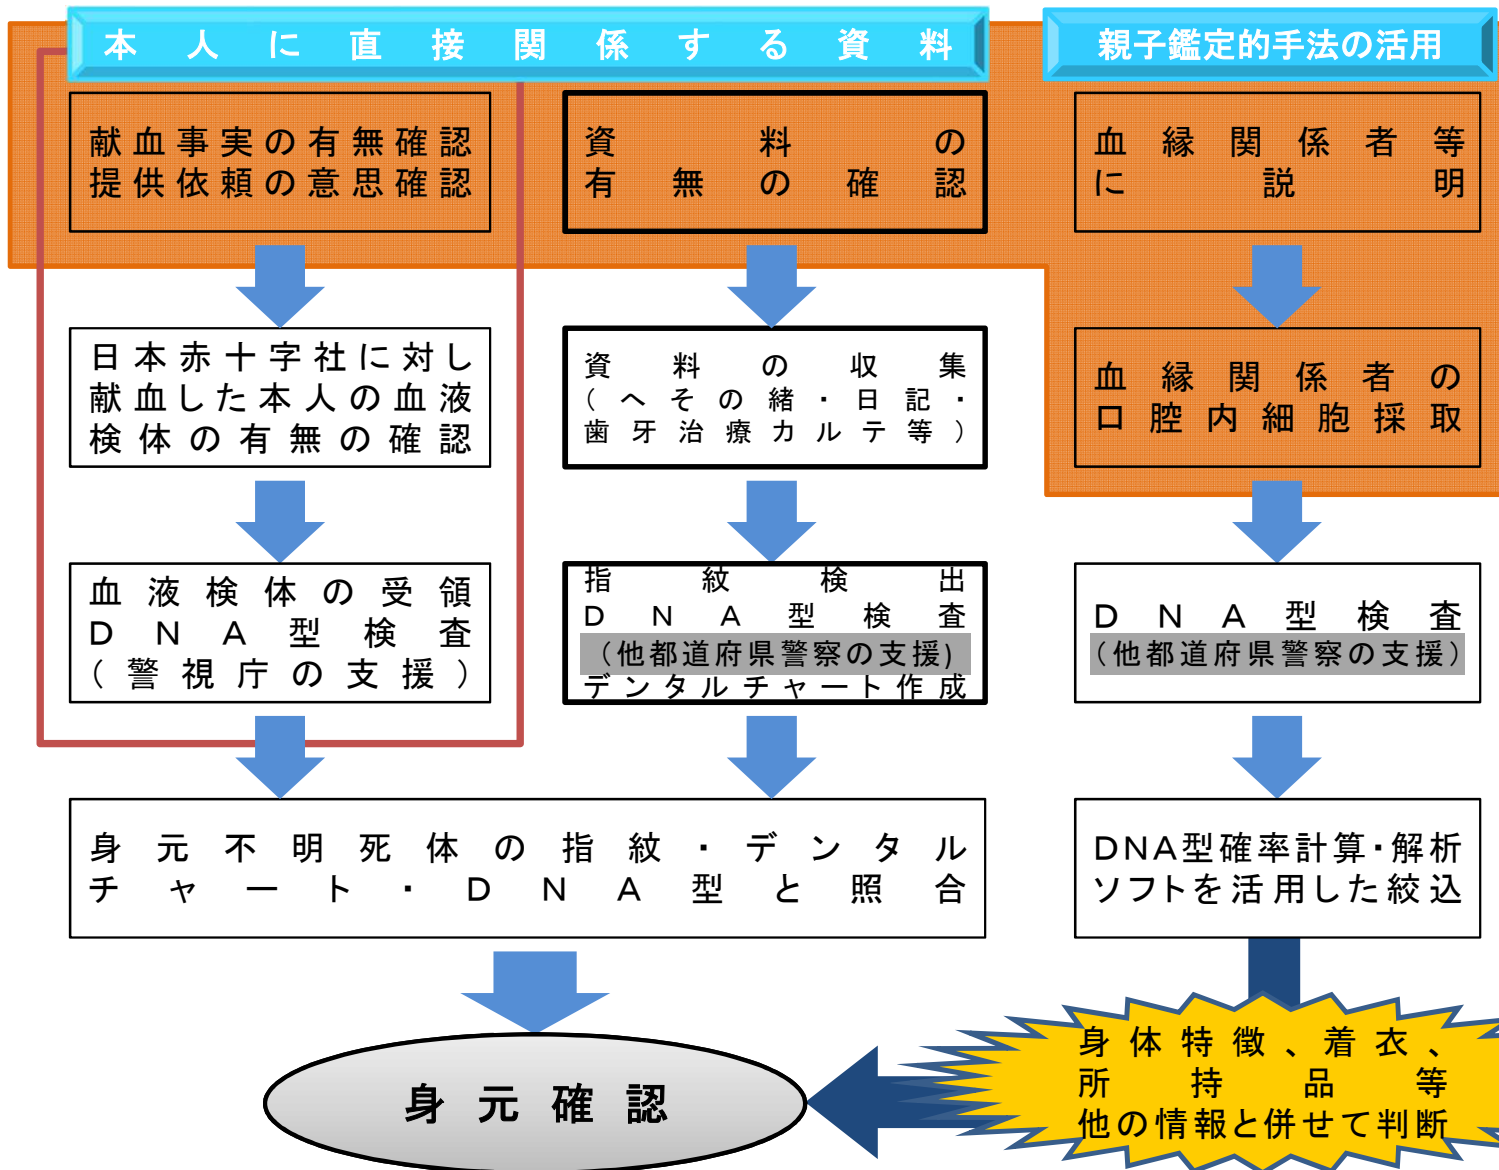 本人に直接関係する資料
親子鑑定的手法の活用
献血事実の有無確認
提供依頼の意思確認
資料の
有無の確認
血縁関係者等
に説明
日本赤十字社に対し
献血した本人の血液
検体の有無の確認
資料の収集
(へその緒・日記・
歯牙治療カルテ等)
血縁関係者の
口腔内細胞採取
血液検体の受領
DNA型検査
(警視庁の支援)
指紋検出
DNA型検査
(他都道府県警察の支援)
デンタルチャート作成
DNA型検査
(他都道府県警察の支援)
身元不明死体の指紋・デンタル
チャート・DNA型と照合
DNA型確率計算・解析
ソフトを活用した絞込
身体特徴、着衣、
所持品等
他の情報と併せて判断
身元確認